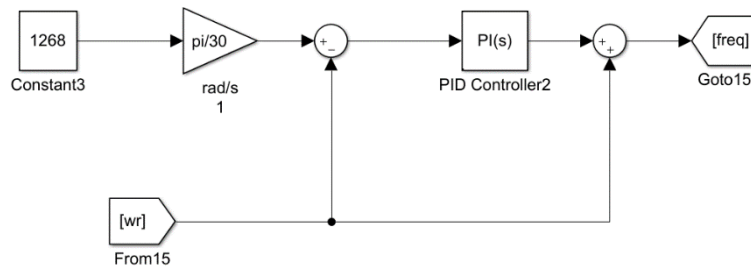 1268
Constant3
pi/30
rad/s
1
+
−
PI(s)
PID Controller2
+
+
[freq]
Goto15
[wr]
From15